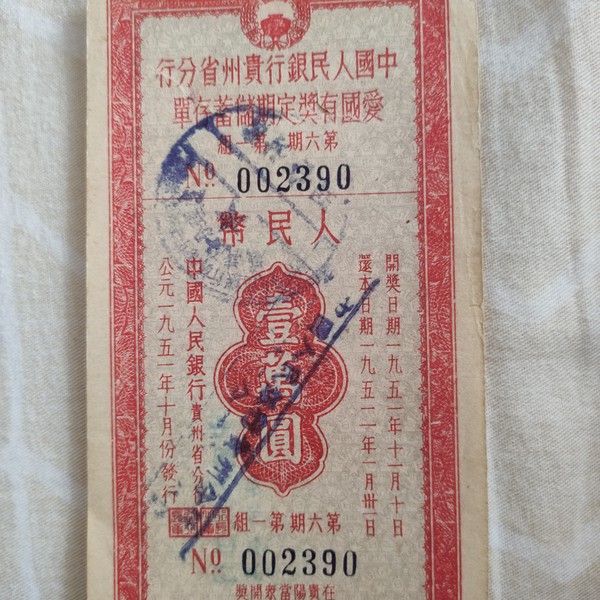 中國人民銀行貴州省分行
愛國有獎定期儲蓄存單
第六期第一組
No. 002390
人民幣
開獎日期一九五一年十一月十日
還本日期一九五二年一月卅日
壹萬圓
中國人民銀行貴州省分行
公元一九五一年十月份發行
第六期第一組
No. 002390
在貴陽當眾開獎